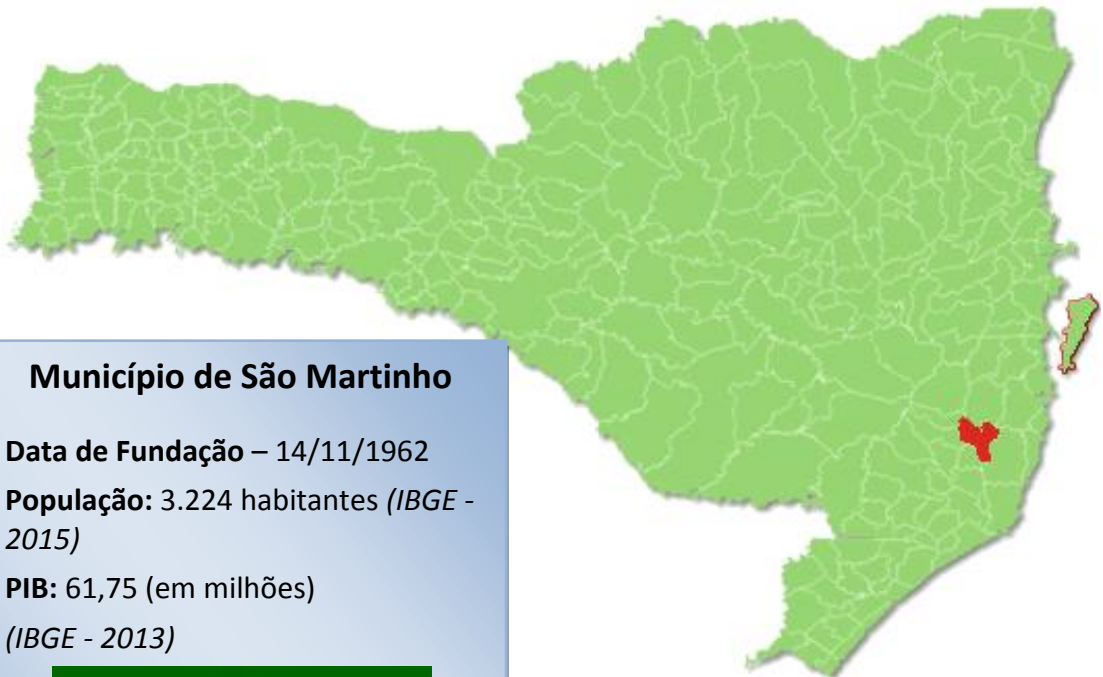 Município de São Martinho
Data de Fundação – 14/11/1962
População: 3.224 habitantes (IBGE -
2015)
PIB: 61,75 (em milhões)
(IBGE - 2013)